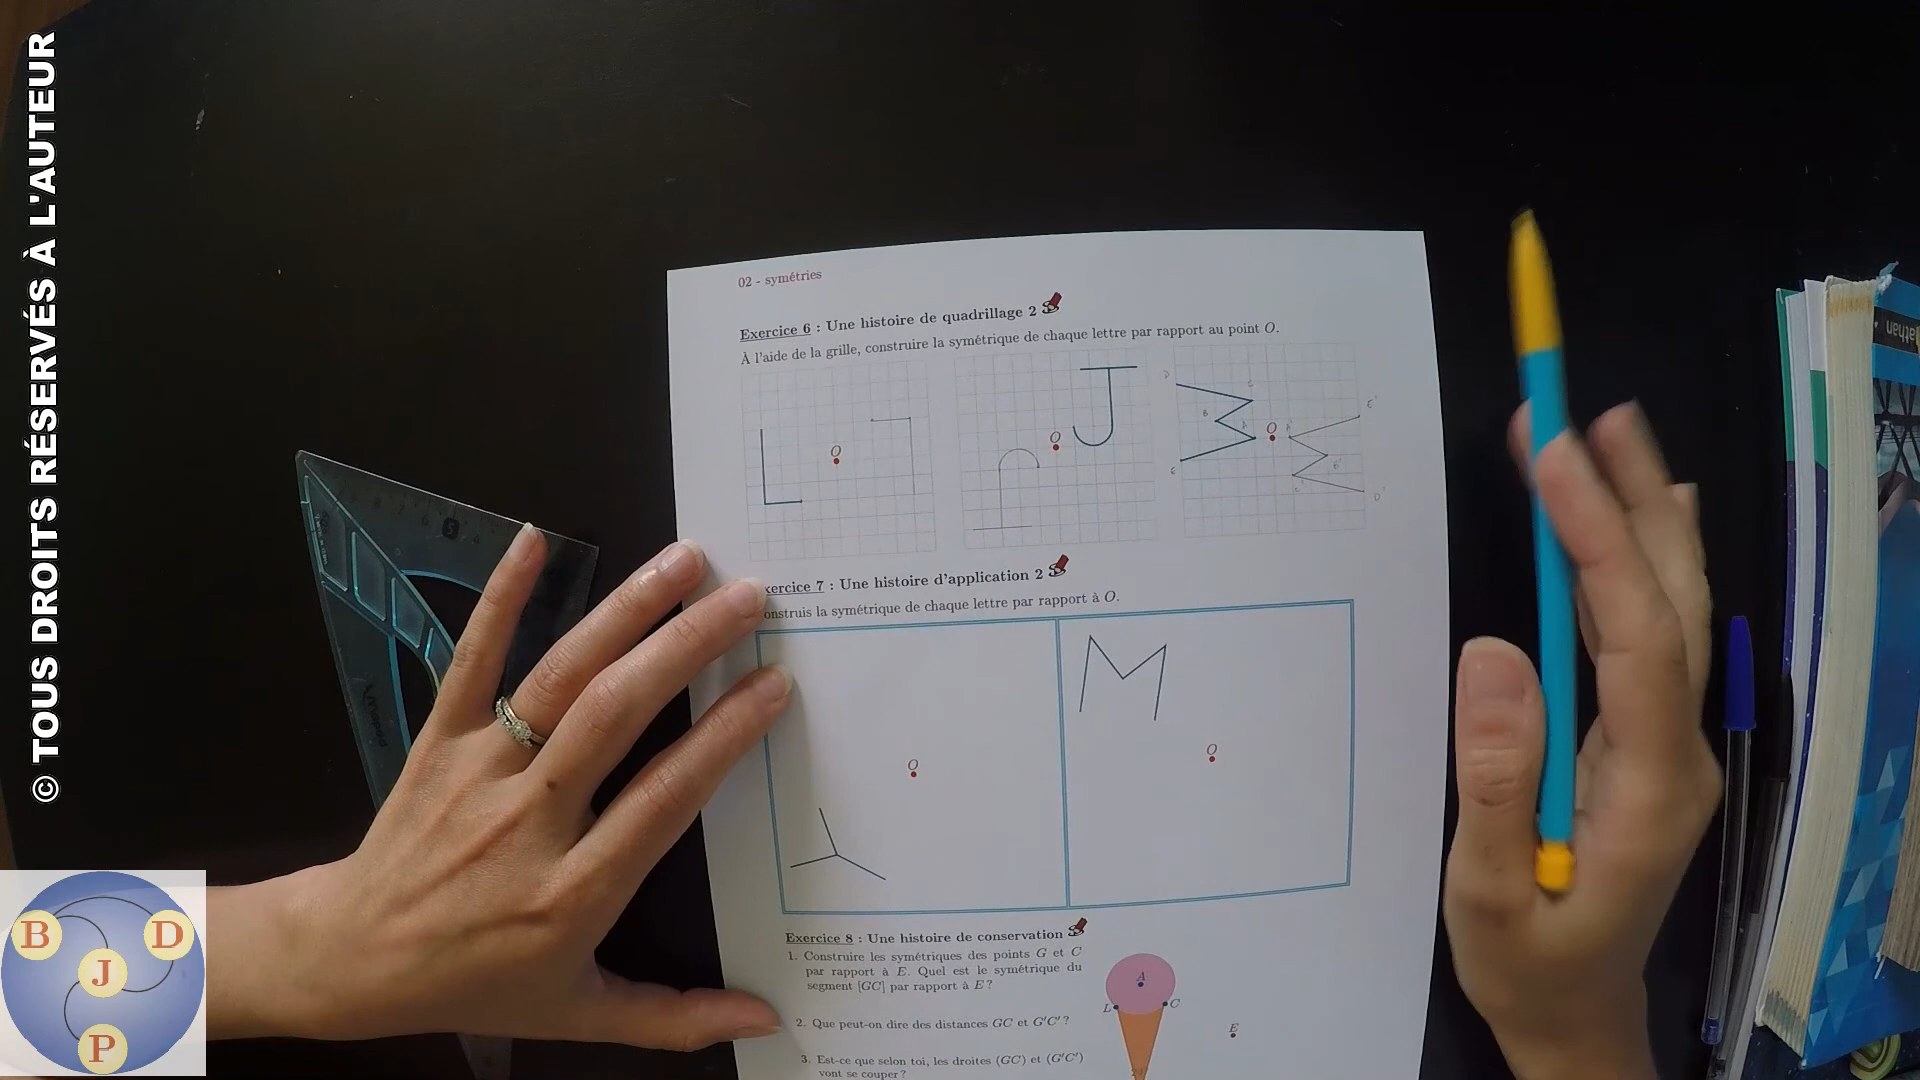 © TOUS DROITS RÉSERVÉS À L'AUTEUR
02 - symétries
Exercice 6 : Une histoire de quadrillage 2
À l'aide de la grille, construire la symétrique de chaque lettre par rapport au point O.
O
O
O
D
C
B
A
E
A'
C'
B'
D'
xercice 7 : Une histoire d'application 2
onstruis la symétrique de chaque lettre par rapport à O.
O
O
Exercice 8 : Une histoire de conservation
1. Construire les symétriques des points G et C
par rapport à E. Quel est le symétrique du
segment [GC] par rapport à E ?
2. Que peut-on dire des distances GC et G'C' ?
3. Est-ce que selon toi, les droites (GC) et (G'C')
vont se couper ?
A
L
C
E
B
D
J
P